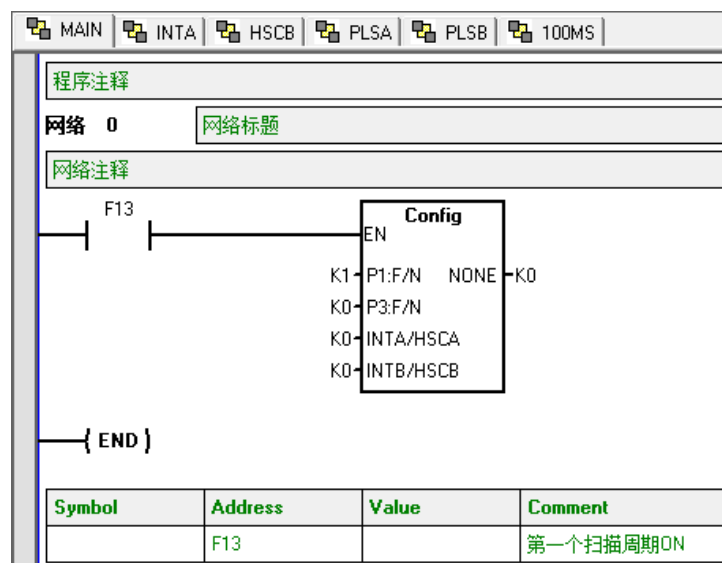 MAIN INTA HSCB PLSA PLSB 100MS
程序注释
网络 0 网络标题
网络注释
F13
Config
EN
K1 P1:F/N NONE K0
K0 P3:F/N
K0 INTA/HSCA
K0 INTB/HSCB
( END )
Symbol Address Value Comment
F13 第一个扫描周期ON